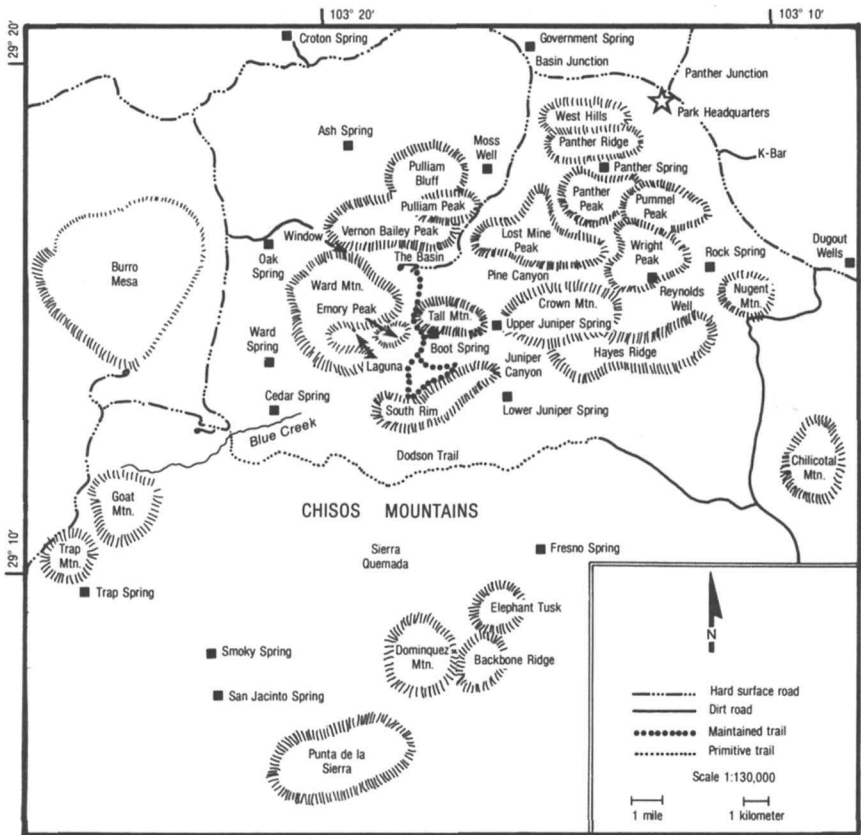 103° 20'
103° 10'
29° 20'
Croton Spring
Government Spring
Basin Junction
Panther Junction
Park Headquarters
West Hills
Ash Spring
Moss
Well
Panther Ridge
K-Bar
Pulliam
Bluff
Panther Spring
Panther
Peak
Pummel
Peak
Pulliam Peak
Vernon Bailey Peak
Lost Mine
Peak
Window
Oak
Spring
The Basin
Wright
Peak
Rock Spring
Dugout
Wells
Burro
Mesa
Pine Canyon
Ward Mtn.
Crown Mtn.
Reynolds
Well
Nugent
Mtn.
Emory Peak
Tall Mtn.
Upper Juniper Spring
Ward
Spring
Boot Spring
Laguna
Juniper
Canyon
Hayes Ridge
Cedar Spring
South Rim
Lower Juniper Spring
Blue Creek
Dodson Trail
Chilicotal
Mtn.
Goat
Mtn.
CHISOS MOUNTAINS
Trap
Mtn.
29° 10'
Sierra
Quemada
Fresno Spring
Trap Spring
Elephant Tusk
Smoky Spring
Dominquez
Mtn.
Backbone Ridge
San Jacinto Spring
Punta de la
Sierra
N
Hard surface road
Dirt road
Maintained trail
Primitive trail
Scale 1:130,000
1 mile
1 kilometer